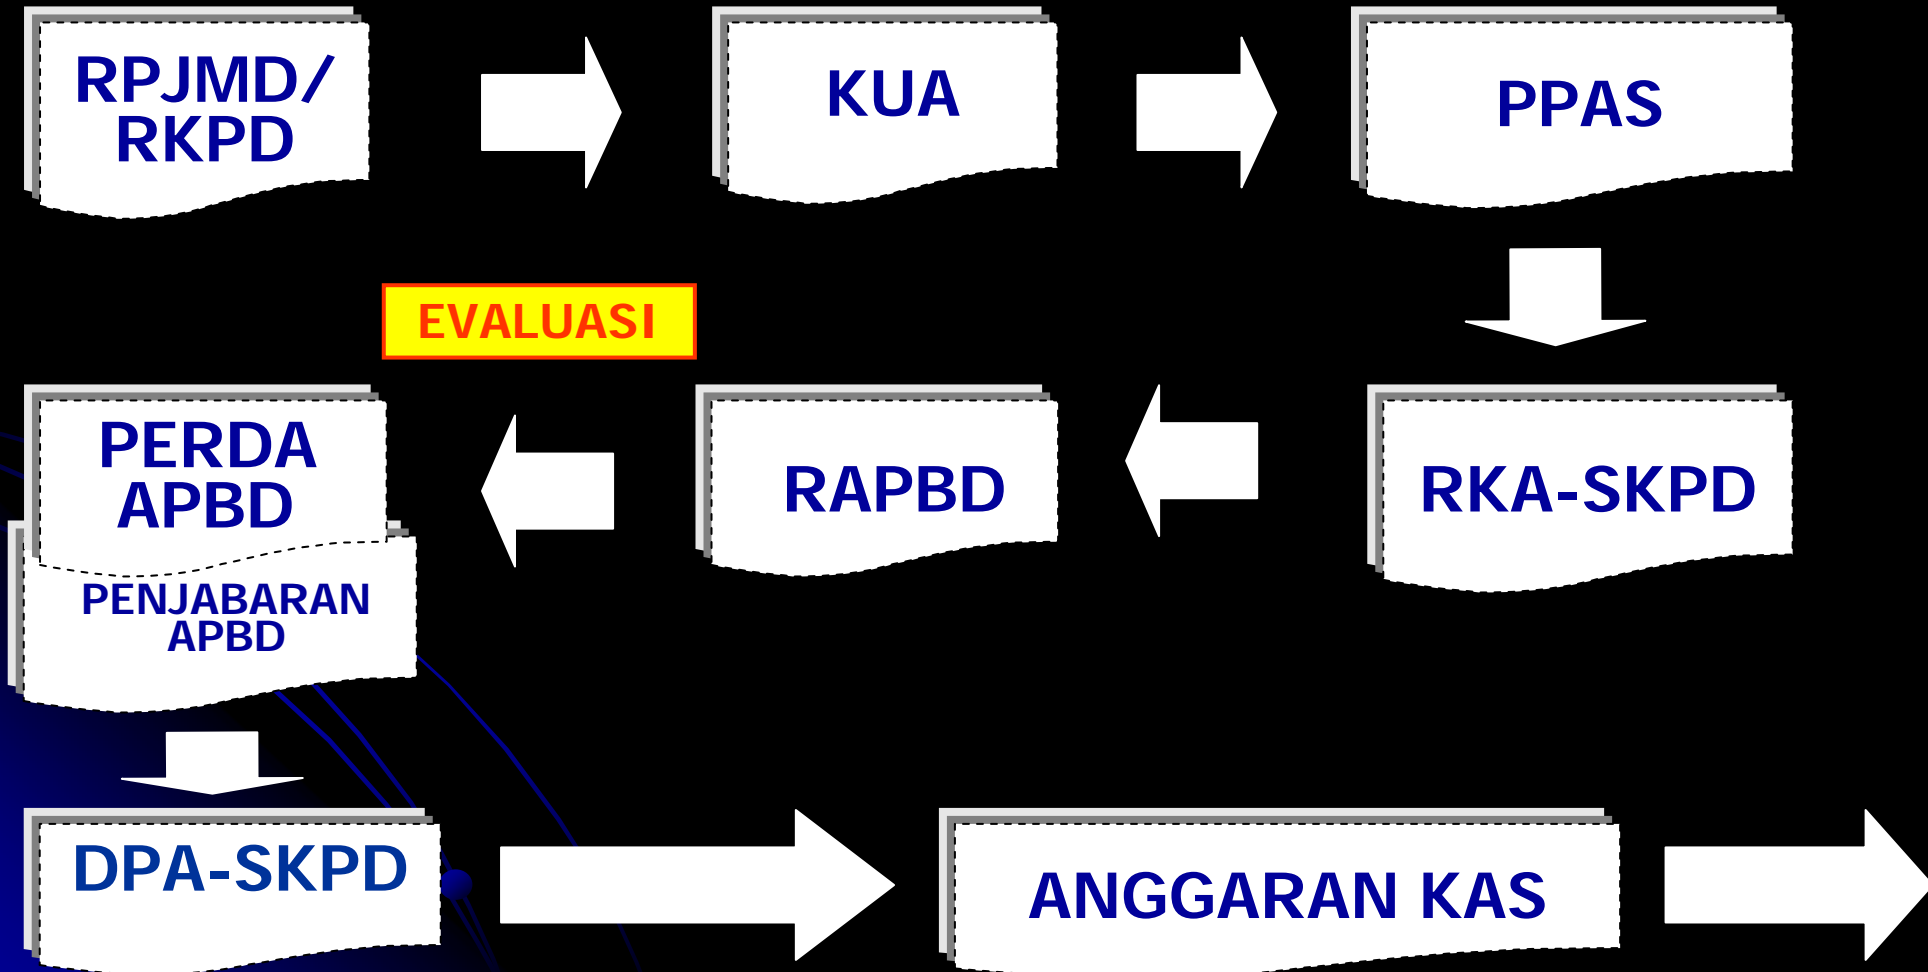 RPJMD/
RKPD
KUA
PPAS
EVALUASI
PERDA
APBD
RAPBD
RKA-SKPD
PENJABARAN
APBD
DPA-SKPD
ANGGARAN KAS